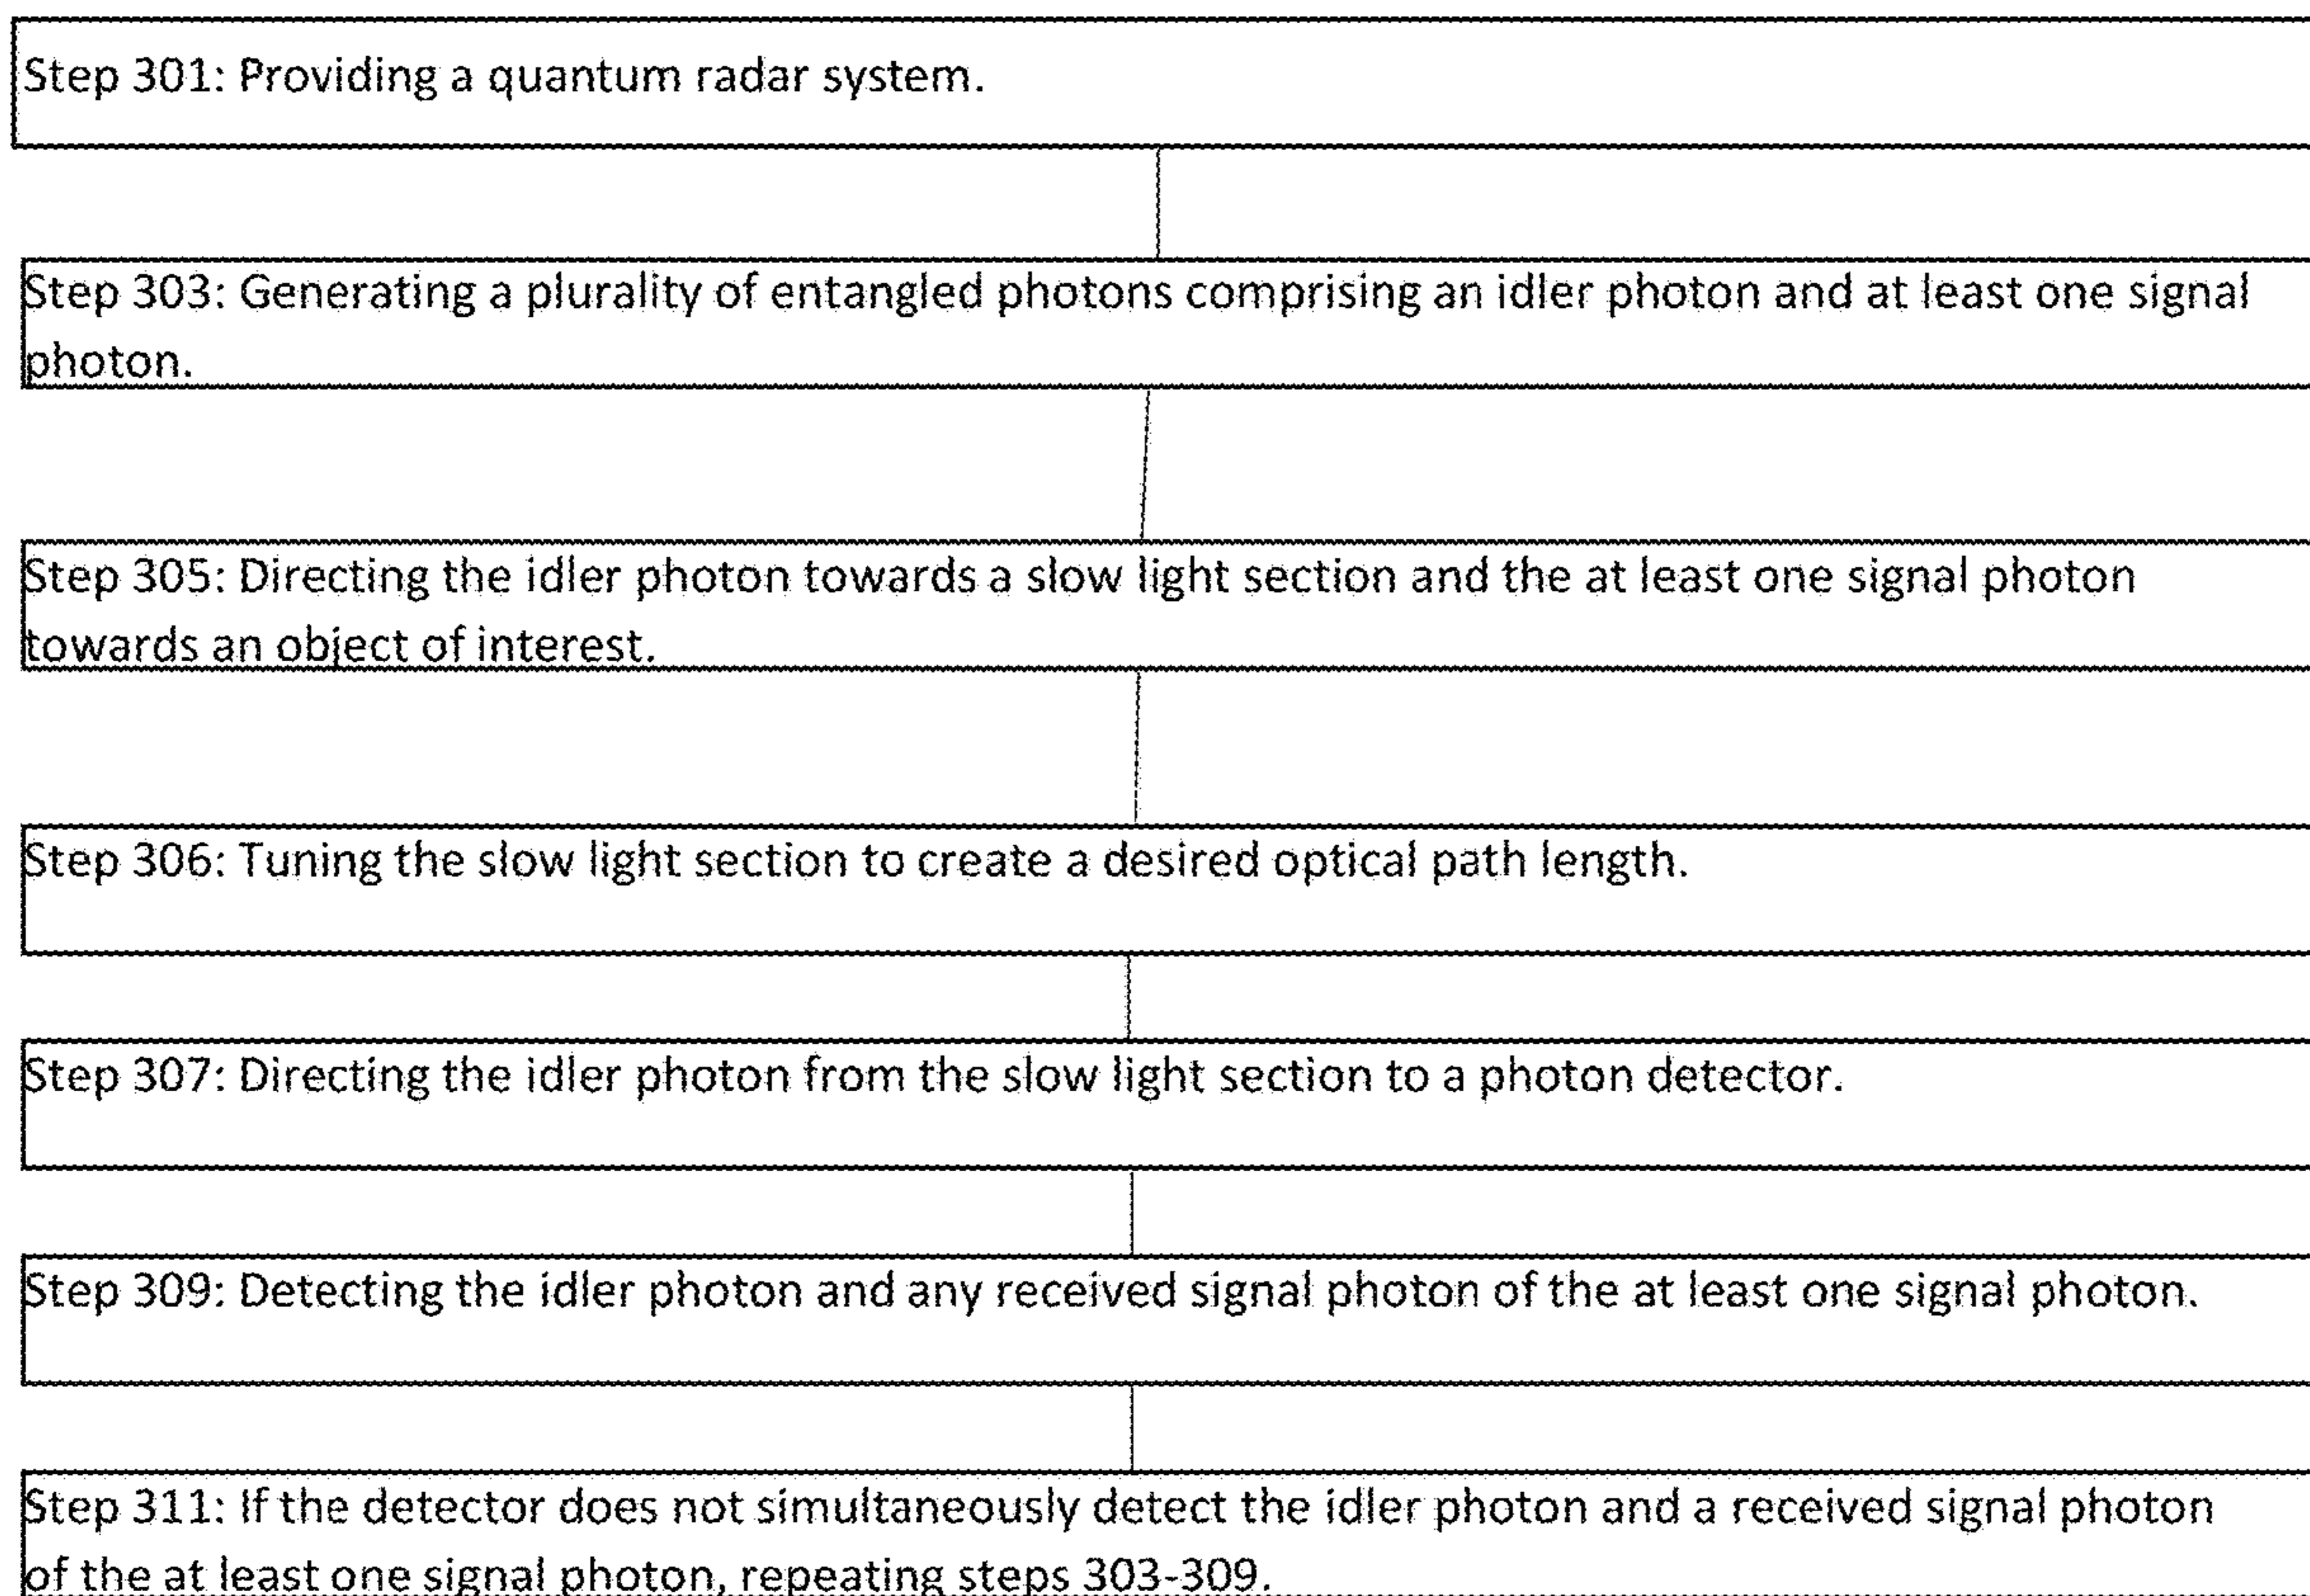 Step 301: Providing a quantum radar system.
Step 303: Generating a plurality of entangled photons comprising an idler photon and at least one signal
photon.
Step 305: Directing the idler photon towards a slow light section and the at least one signal photon
towards an object of interest.
Step 306: Tuning the slow light section to create a desired optical path length.
Step 307: Directing the idler photon from the slow light section to a photon detector.
Step 309: Detecting the idler photon and any received signal photon of the at least one signal photon.
Step 311: If the detector does not simultaneously detect the idler photon and a received signal photon
of the at least one signal photon, repeating steps 303-309.